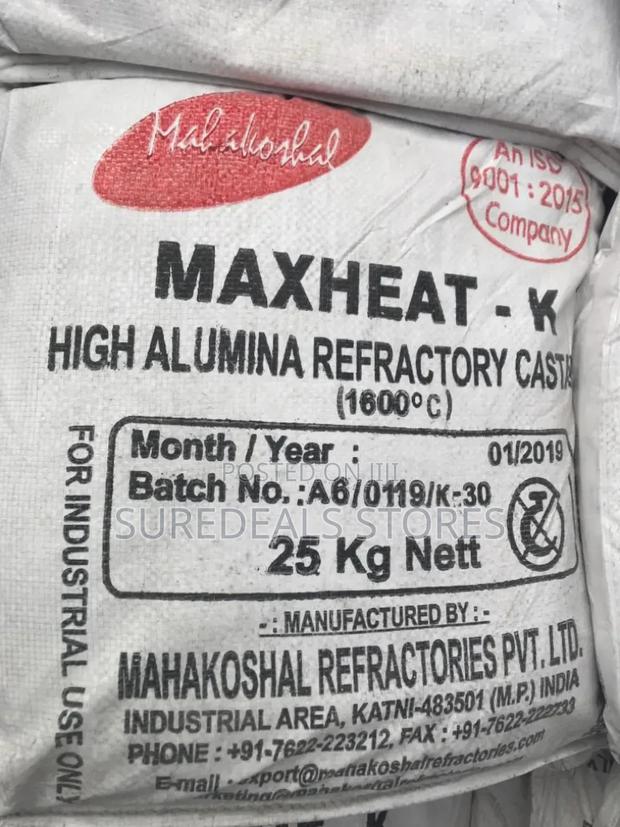 Mahakoshal
An ISO
9001 : 2015
Company
MAXHEAT - K
HIGH ALUMINA REFRACTORY
(1600°C)
Month / Year : 01/2019
Batch No. : A6/0119/K-30
25 Kg Nett
FOR INDUSTRIAL USE ONLY
-: MANUFACTURED BY :-
MAHAKOSHAL REFRACTORIES PVT. LTD.
INDUSTRIAL AREA, KATNI-483501 (M.P.) INDIA
PHONE : +91-7622-223212, FAX : +91-7622-222733
E-mail :
POSTED ON JIJI
SUREDEALS STORES